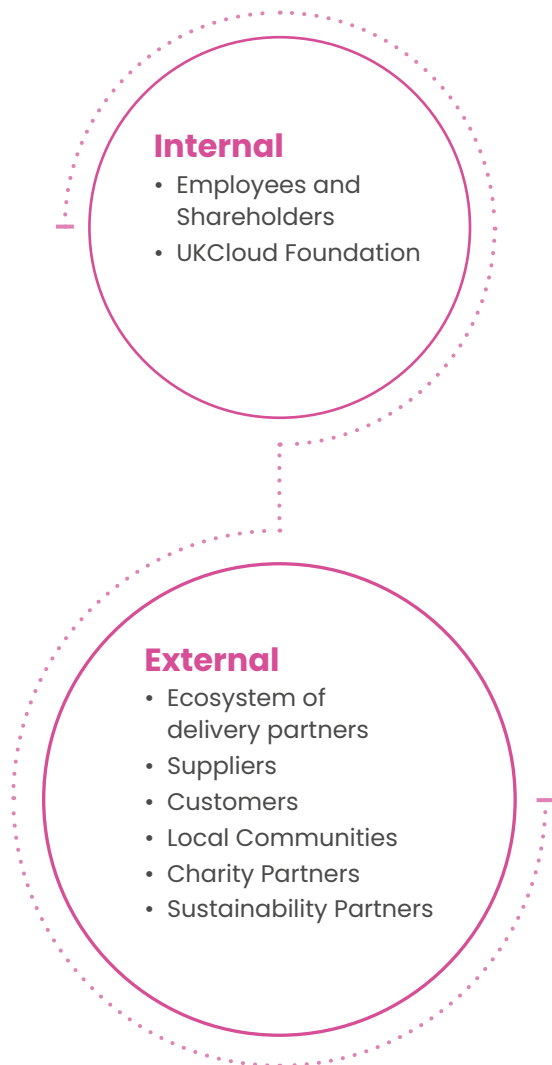 Internal
• Employees and
Shareholders
• UKCloud Foundation
External
• Ecosystem of
delivery partners
• Suppliers
• Customers
• Local Communities
• Charity Partners
• Sustainability Partners